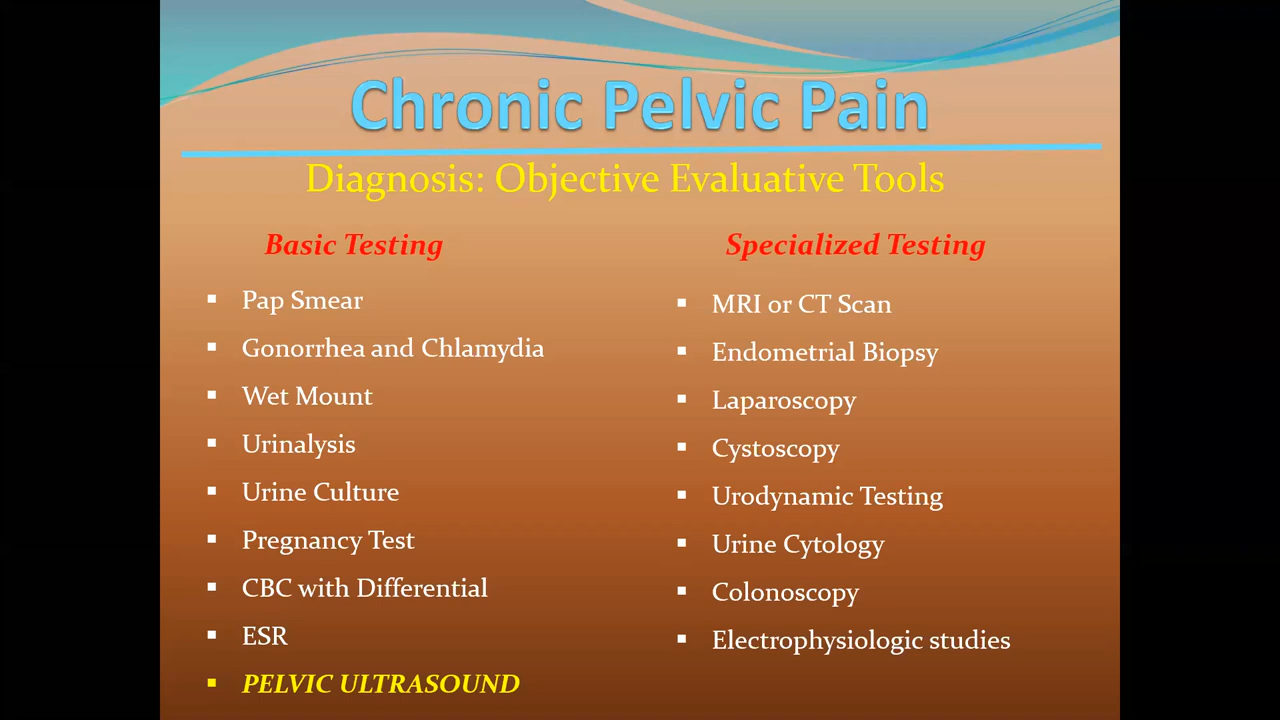 Chronic Pelvic Pain
Diagnosis: Objective Evaluative Tools
Basic Testing
▪ Pap Smear
▪ Gonorrhea and Chlamydia
▪ Wet Mount
▪ Urinalysis
▪ Urine Culture
▪ Pregnancy Test
▪ CBC with Differential
▪ ESR
▪ PELVIC ULTRASOUND
Specialized Testing
▪ MRI or CT Scan
▪ Endometrial Biopsy
▪ Laparoscopy
▪ Cystoscopy
▪ Urodynamic Testing
▪ Urine Cytology
▪ Colonoscopy
▪ Electrophysiologic studies